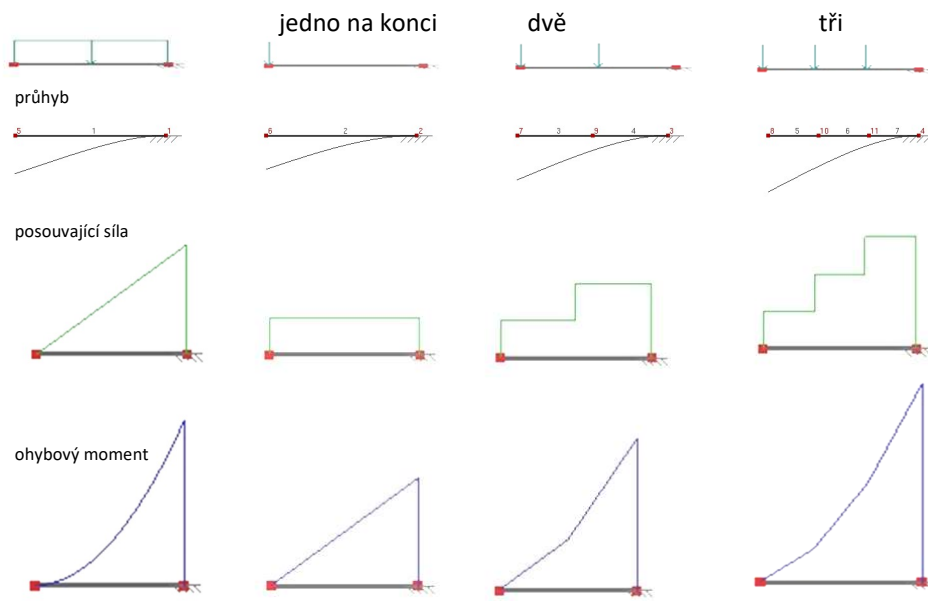 jedno na konci dvě tři
průhyb
5 1 1 6 2 2 7 3 9 4 3 8 5 10 6 11 7 4
posouvající síla
ohybový moment